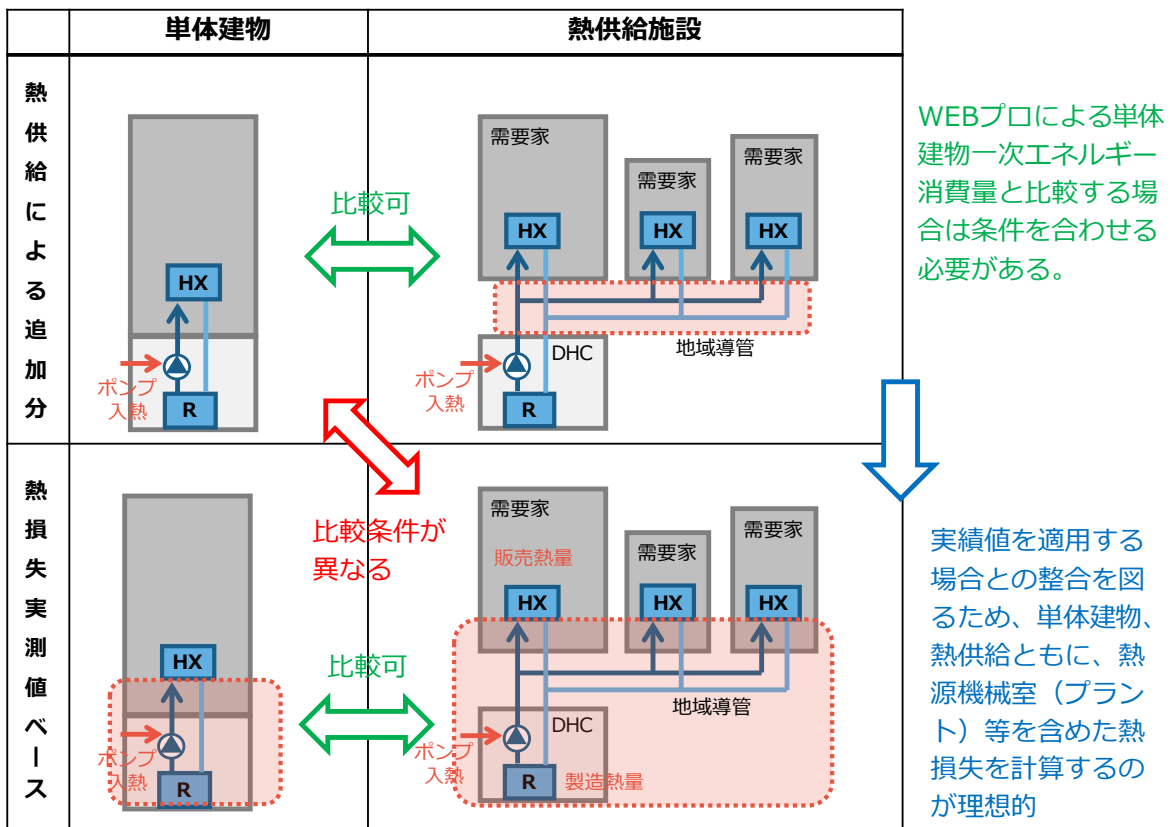 単体建物
熱供給施設
熱供給による追加分
HX
ポンプ
入熱
R
比較可
需要家
需要家
需要家
HX
HX
HX
DHC
地域導管
ポンプ
入熱
R
WEBプロによる単体
建物一次エネルギー
消費量と比較する場
合は条件を合わせる
必要がある。
比較条件が
異なる
熱損失実測値ベース
HX
ポンプ
入熱
R
比較可
需要家
販売熱量
需要家
需要家
HX
HX
HX
地域導管
DHC
ポンプ
入熱
R
製造熱量
実績値を適用する
場合との整合を図
るため、単体建物、
熱供給ともに、熱
源機械室（プラン
ト）等を含めた熱
損失を計算するの
が理想的